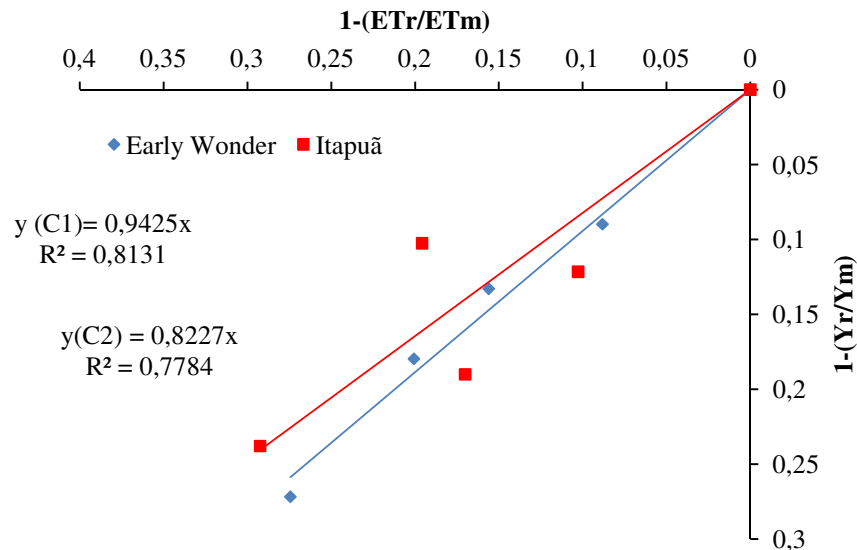 1-(ETr/ETm)
0,4 0,35 0,3 0,25 0,2 0,15 0,1 0,05 0
0
Early Wonder Itapuã
0,05
y (C1)= 0,9425x
R² = 0,8131
0,1
0,15
y(C2) = 0,8227x
R² = 0,7784
0,2
0,25
0,3
1-(Yr/Ym)